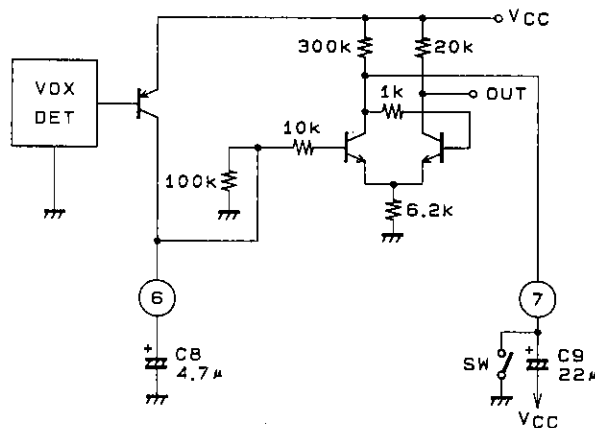 VCC
300k
20k
VOX
DET
1k
OUT
10k
100k
6.2k
6
7
+
C8
4.7μ
SW
+
C9
22μ
VCC